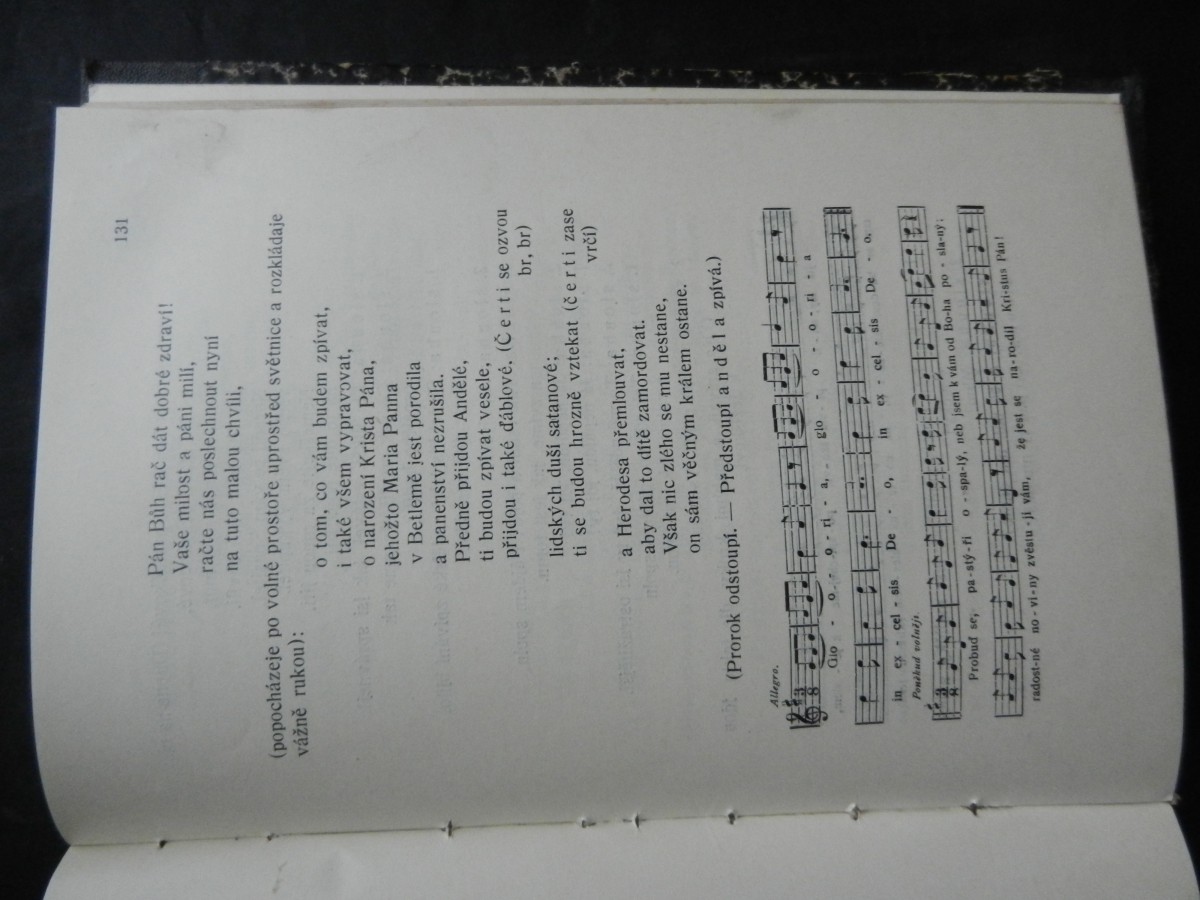 131
Pán Bůh rač dát dobré zdraví!
Vaše milost a páni milí,
račte nás poslechnout nyní
na tuto malou chvíli,
(popocházeje po volné prostoře uprostřed světnice a rozkládaje
vážně rukou):
o tom, co vám budem zpívat,
i také všem vypravovat,
o narození Krista Pána,
jehožto Maria Panna
v Betlemě jest porodila
a panenství nezrušila.
Předně přijdou Andělé,
ti budou zpívat vesele,
přijdou i také ďáblové, (Čerti se ozvou
br, br)
lidských duší satanové;
ti se budou hrozně vztekat (čerti zase
vrčí)
a Herodesa přemlouvat,
aby dal to dítě zamordovat.
Však nic zlého se mu nestane,
on sám věčným králem ostane.
(Prorok odstoupí. — Předstoupí anděl a zpívá.)
Allegro.
Glo - o - o - ri - a, glo - o - o - ri - a
in ex - cel - sis De - o, in ex - cel - sis De - o.
Poněkud volněji.
Probuď se, pa - stý - ří o - spa - lý, neb jsem k vám od Bo - ha po - sla - ný;
radost - né no - vi - ny zvěstu - ji vám, že jest se na - ro - dil Kri - stus Pán!